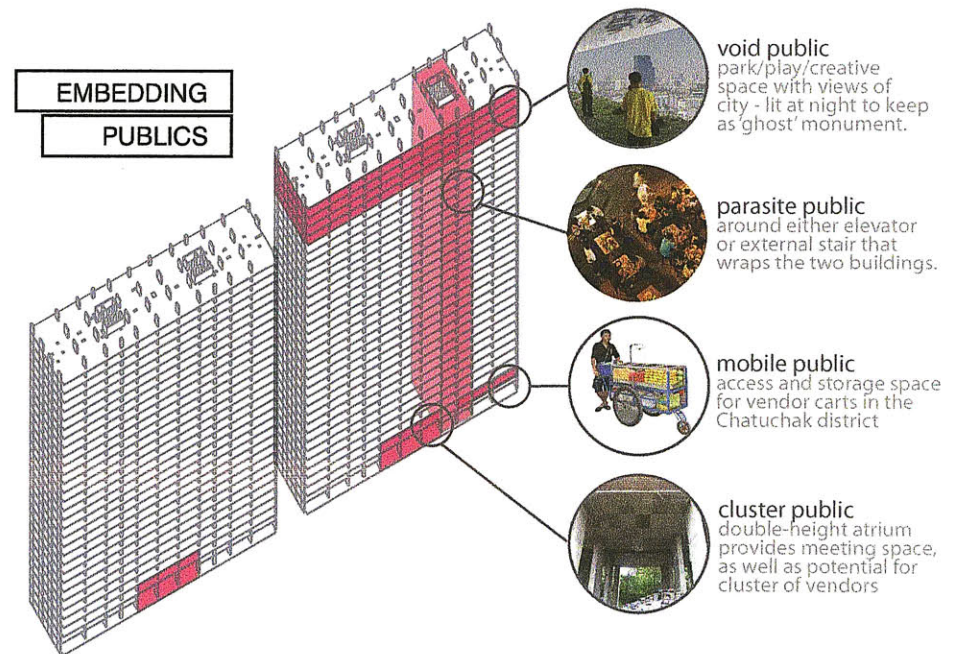 EMBEDDING
PUBLICS
void public
park/play/creative
space with views of
city - lit at night to keep
as 'ghost' monument.
parasite public
around either elevator
or external stair that
wraps the two buildings.
mobile public
access and storage space
for vendor carts in the
Chatuchak district
cluster public
double-height atrium
provides meeting space,
as well as potential for
cluster of vendors